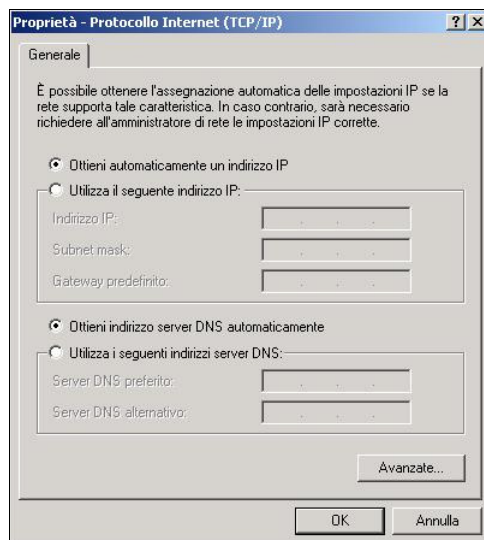 Proprietà - Protocollo Internet (TCP/IP)
Generale
È possibile ottenere l'assegnazione automatica delle impostazioni IP se la
rete supporta tale caratteristica. In caso contrario, sarà necessario
richiedere all'amministratore di rete le impostazioni IP corrette.
Ottieni automaticamente un indirizzo IP
Utilizza il seguente indirizzo IP:
Indirizzo IP:
Subnet mask:
Gateway predefinito:
Ottieni indirizzo server DNS automaticamente
Utilizza i seguenti indirizzi server DNS:
Server DNS preferito:
Server DNS alternativo:
Avanzate...
OK Annulla